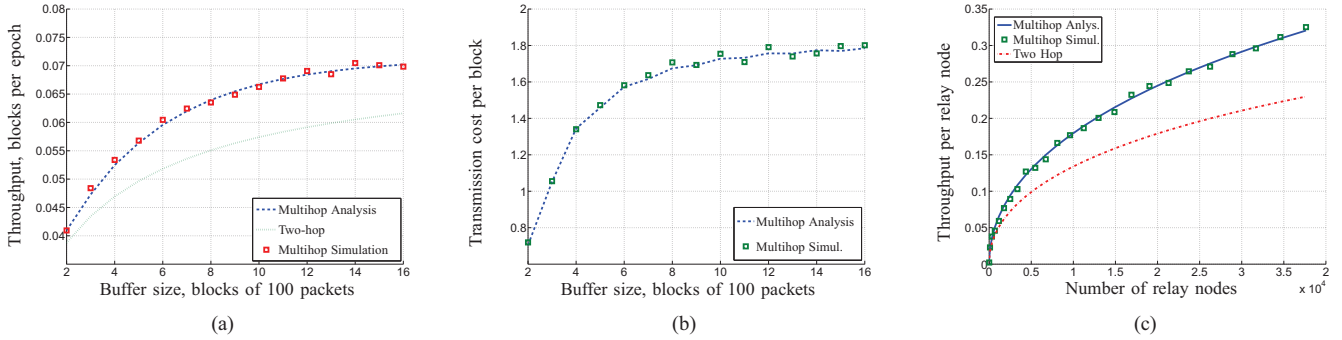 0.08
0.075
0.07
0.065
0.06
0.055
0.05
0.045
0.04
Throughput, blocks per epoch
Multihop Analysis
Two-hop
Multihop Simulation
2 4 6 8 10 12 14 16
Buffer size, blocks of 100 packets
(a)
2
1.8
1.6
1.4
1.2
1
0.8
Transmission cost per block
Multihop Analysis
Multihop Simul.
2 4 6 8 10 12 14 16
Buffer size, blocks of 100 packets
(b)
0.35
0.3
0.25
0.2
0.15
0.1
0.05
0
Throughput per relay node
Multihop Anlys.
Multihop Simul.
Two Hop
0 0.5 1 1.5 2 2.5 3 3.5 4
x 10^4
Number of relay nodes
(c)